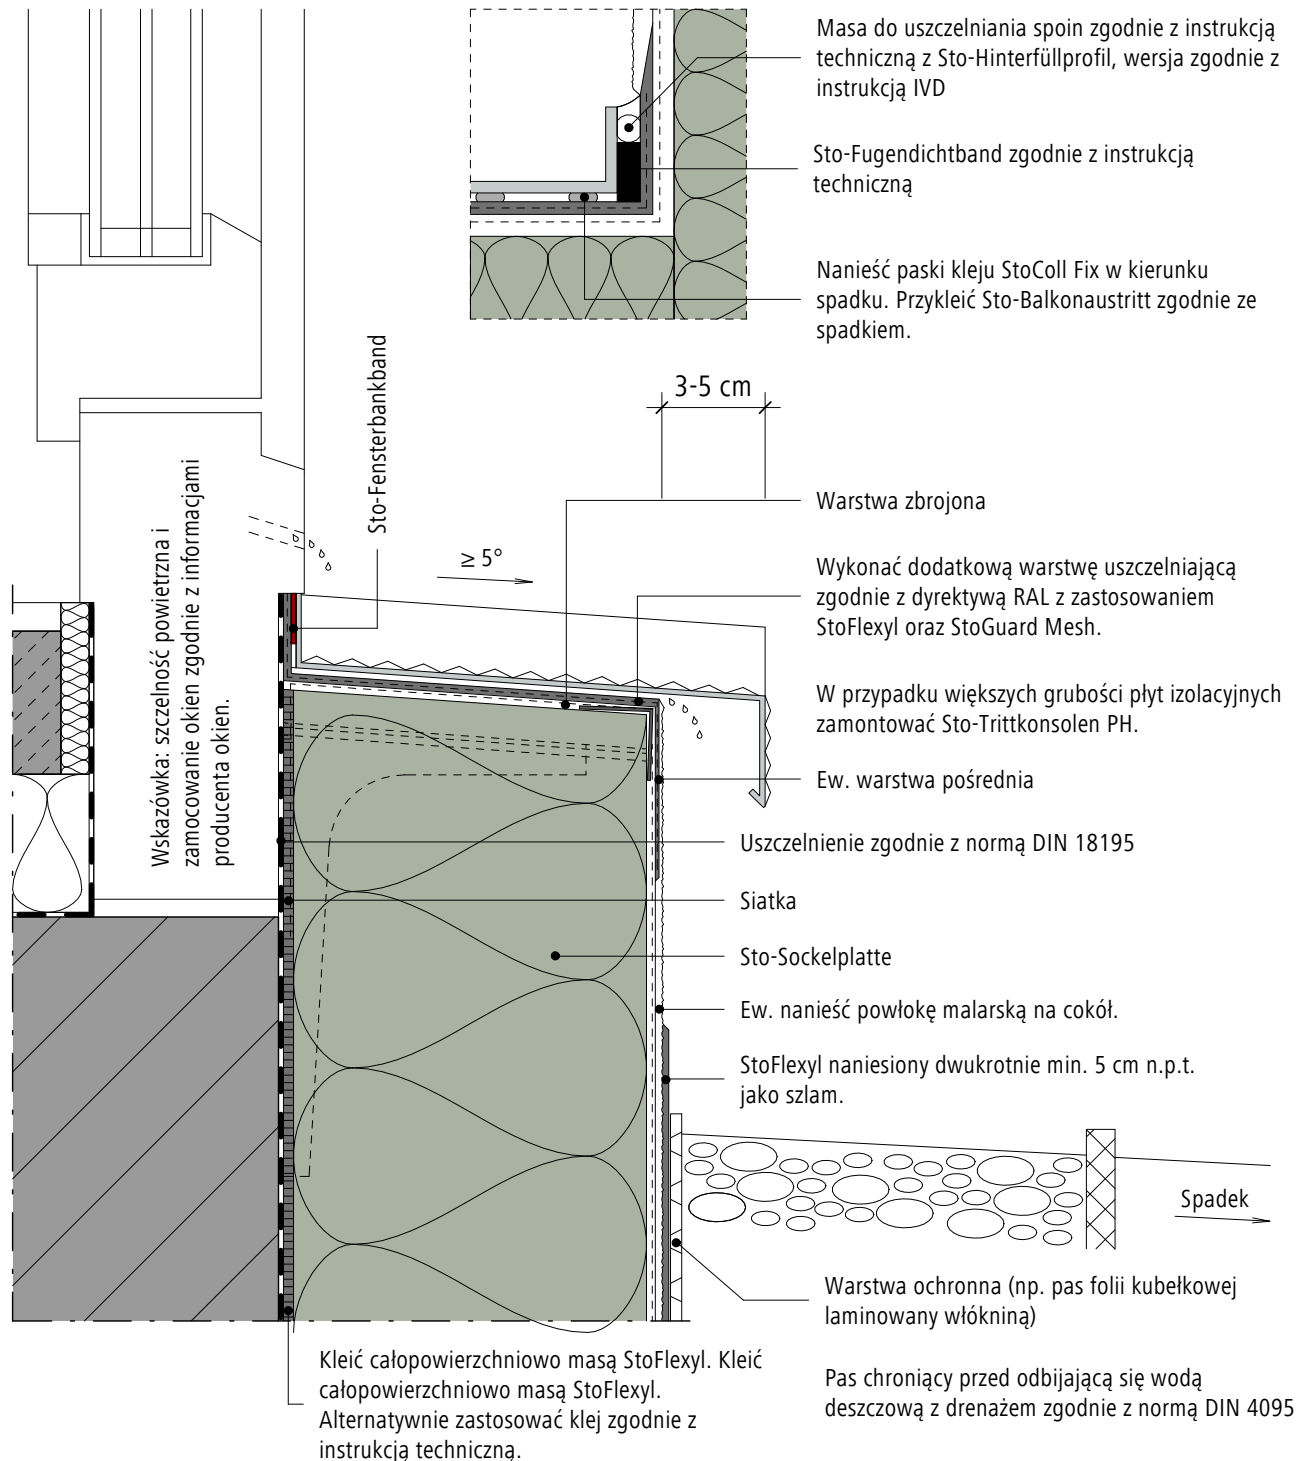 Masa do uszczelniania spoin zgodnie z instrukcją
techniczną z Sto-Hinterfüllprofil, wersja zgodnie z
instrukcją IVD
Sto-Fugendichtband zgodnie z instrukcją
techniczną
Nanieść paski kleju StoColl Fix w kierunku
spadku. Przykleić Sto-Balkonaustritt zgodnie ze
spadkiem.
3-5 cm
Sto-Fensterbankband
Wskazówka: szczelność powietrzna i
zamocowanie okien zgodnie z informacjami
producenta okien.
≥ 5°
Warstwa zbrojona
Wykonać dodatkową warstwę uszczelniającą
zgodnie z dyrektywą RAL z zastosowaniem
StoFlexyl oraz StoGuard Mesh.
W przypadku większych grubości płyt izolacyjnych
zamontować Sto-Trittkonsolen PH.
Ew. warstwa pośrednia
Uszczelnienie zgodnie z normą DIN 18195
Siatka
Sto-Sockelplatte
Ew. nanieść powłokę malarską na cokół.
StoFlexyl naniesiony dwukrotnie min. 5 cm n.p.t.
jako szlam.
Spadek
Warstwa ochronna (np. pas folii kubełkowej
laminowany włókniną)
Kleić całopowierzchniowo masą StoFlexyl. Kleić
całopowierzchniowo masą StoFlexyl.
Alternatywnie zastosować klej zgodnie z
instrukcją techniczną.
Pas chroniący przed odbijającą się wodą
deszczową z drenażem zgodnie z normą DIN 4095